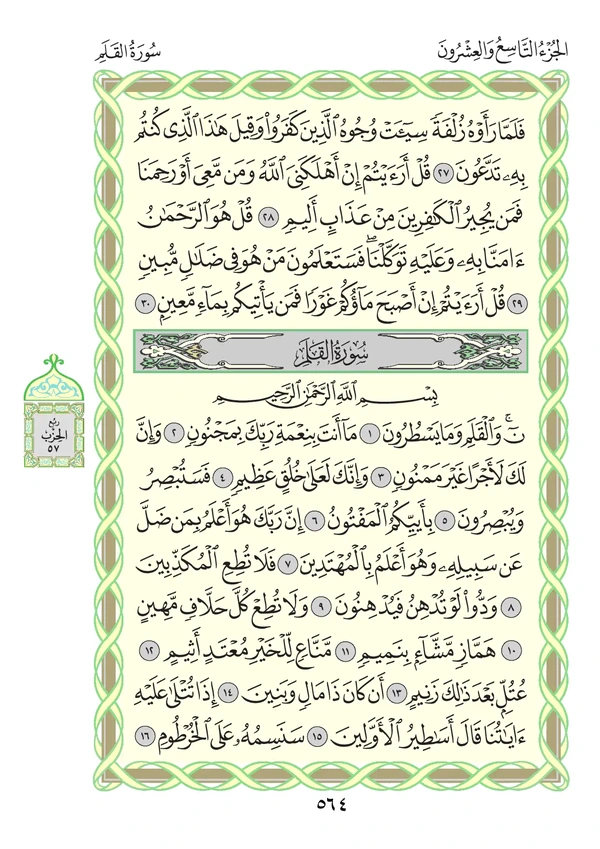 الجُزْءُ التَّاسِعُ وَالعِشْرُونَ
سُورَةُ القَلَمِ
فَلَمَّا رَأَوْهُ زُلْفَةً سِيٓـَٔتْ وُجُوهُ ٱلَّذِينَ كَفَرُوا۟ وَقِيلَ هَٰذَا ٱلَّذِى كُنتُم
بِهِۦ تَدَّعُونَ ٢٧ قُلْ أَرَءَيْتُمْ إِنْ أَهْلَكَنِىَ ٱللَّهُ وَمَن مَّعِىَ أَوْ رَحِمَنَا
فَمَن يُجِيرُ ٱلْكَٰفِرِينَ مِنْ عَذَابٍ أَلِيمٍ ٢٨ قُلْ هُوَ ٱلرَّحْمَٰنُ
ءَامَنَّا بِهِۦ وَعَلَيْهِ تَوَكَّلْنَا ۖ فَسَتَعْلَمُونَ مَنْ هُوَ فِى ضَلَٰلٍ مُّبِينٍ
٢٩ قُلْ أَرَءَيْتُمْ إِنْ أَصْبَحَ مَآؤُكُمْ غَوْرًا فَمَن يَأْتِيكُم بِمَآءٍ مَّعِينٍۭ ٣٠
سُورَةُ القَلَمِ
بِسْمِ ٱللَّهِ ٱلرَّحْمَٰنِ ٱلرَّحِيمِ
نٓ ۚ وَٱلْقَلَمِ وَمَا يَسْطُرُونَ ١ مَآ أَنتَ بِنِعْمَةِ رَبِّكَ بِمَجْنُونٍ ٢ وَإِنَّ
لَكَ لَأَجْرًا غَيْرَ مَمْنُونٍ ٣ وَإِنَّكَ لَعَلَىٰ خُلُقٍ عَظِيمٍ ٤ فَسَتُبْصِرُ
وَيُبْصِرُونَ ٥ بِأَييِّكُمُ ٱلْمَفْتُونُ ٦ إِنَّ رَبَّكَ هُوَ أَعْلَمُ بِمَن ضَلَّ
عَن سَبِيلِهِۦ وَهُوَ أَعْلَمُ بِٱلْمُهْتَدِينَ ٧ فَلَا تُطِعِ ٱلْمُكَذِّبِينَ
٨ وَدُّوا۟ لَوْ تُدْهِنُ فَيُدْهِنُونَ ٩ وَلَا تُطِعْ كُلَّ حَلَّافٍ مَّهِينٍ
١٠ هَمَّازٍ مَّشَّآءٍۭ بِنَمِيمٍ ١١ مَّنَّاعٍ لِّلْخَيْرِ مُعْتَدٍ أَثِيمٍ ١٢
عُتُلٍّۭ بَعْدَ ذَٰلِكَ زَنِيمٍ ١٣ أَن كَانَ ذَا مَالٍ وَبَنِينَ ١٤ إِذَا تُتْلَىٰ عَلَيْهِ
ءَايَٰتُنَا قَالَ أَسَٰطِيرُ ٱلْأَوَّلِينَ ١٥ سَنَسِمُهُۥ عَلَى ٱلْخُرْطُومِ ١٦
ربع
الحِزْب
٥٧
٥٦٤